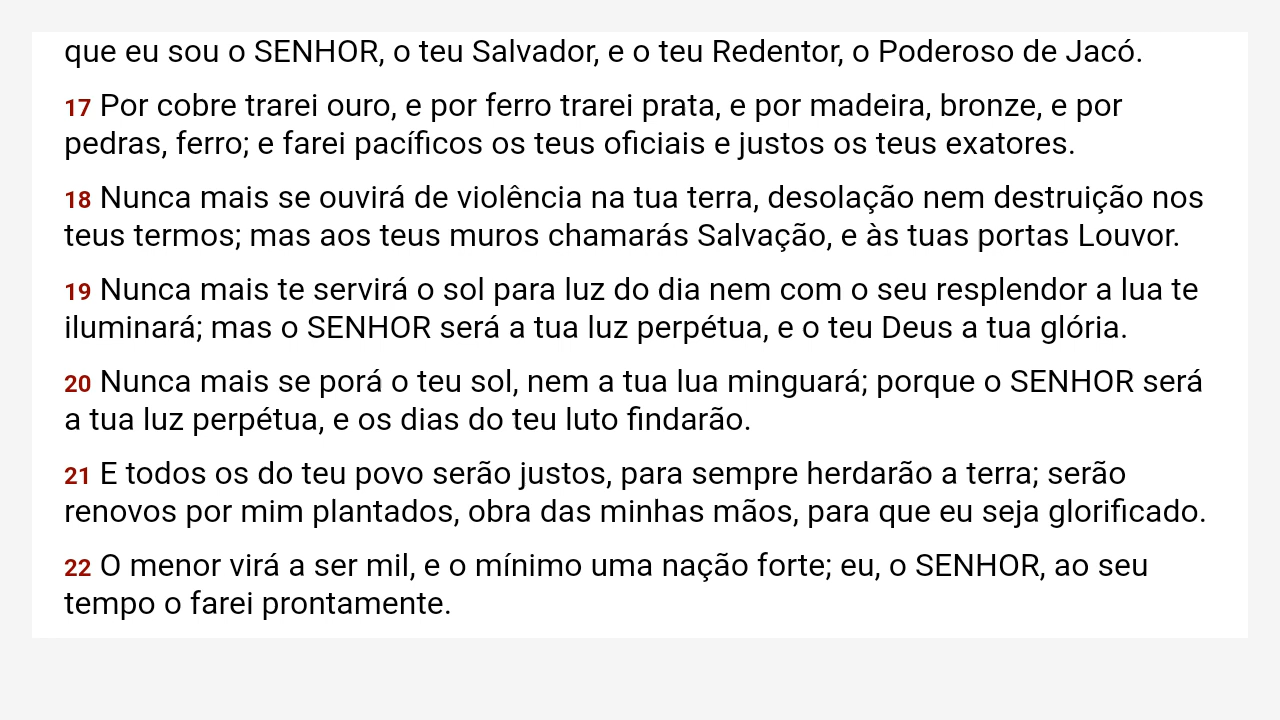 que eu sou o SENHOR, o teu Salvador, e o teu Redentor, o Poderoso de Jacó.
17 Por cobre trarei ouro, e por ferro trarei prata, e por madeira, bronze, e por
pedras, ferro; e farei pacíficos os teus oficiais e justos os teus exatores.
18 Nunca mais se ouvirá de violência na tua terra, desolação nem destruição nos
teus termos; mas aos teus muros chamarás Salvação, e às tuas portas Louvor.
19 Nunca mais te servirá o sol para luz do dia nem com o seu resplendor a lua te
iluminará; mas o SENHOR será a tua luz perpétua, e o teu Deus a tua glória.
20 Nunca mais se porá o teu sol, nem a tua lua minguará; porque o SENHOR será
a tua luz perpétua, e os dias do teu luto findarão.
21 E todos os do teu povo serão justos, para sempre herdarão a terra; serão
renovos por mim plantados, obra das minhas mãos, para que eu seja glorificado.
22 O menor virá a ser mil, e o mínimo uma nação forte; eu, o SENHOR, ao seu
tempo o farei prontamente.